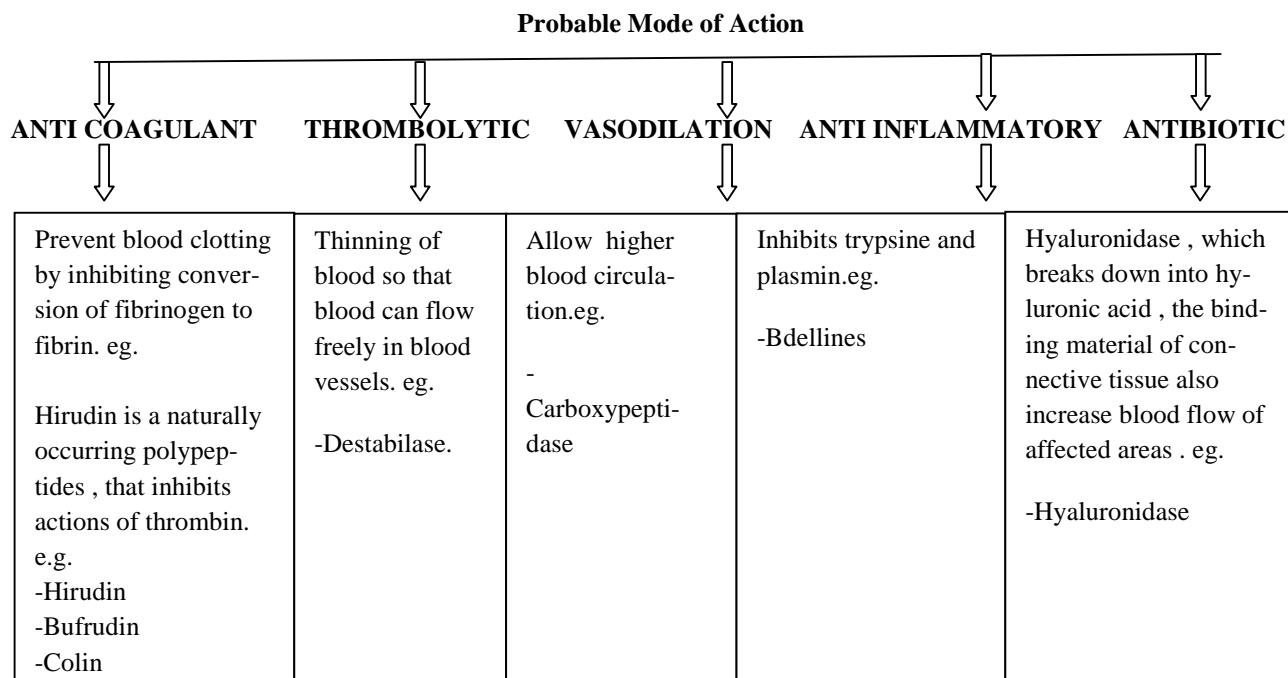 Probable Mode of Action
ANTI COAGULANT THROMBOLYTIC VASODILATION ANTI INFLAMMATORY ANTIBIOTIC
Prevent blood clotting
by inhibiting conver-
sion of fibrinogen to
fibrin. eg.
Hirudin is a naturally
occurring polypep-
tides , that inhibits
actions of thrombin.
e.g.
-Hirudin
-Bufrudin
-Colin
Thinning of
blood so that
blood can flow
freely in blood
vessels. eg.
-Destabilase.
Allow higher
blood circula-
tion.eg.
-
Carboxypepti-
dase
Inhibits trypsine and
plasmin.eg.
-Bdellines
Hyaluronidase , which
breaks down into hy-
luronic acid , the bind-
ing material of con-
nective tissue also
increase blood flow of
affected areas . eg.
-Hyaluronidase